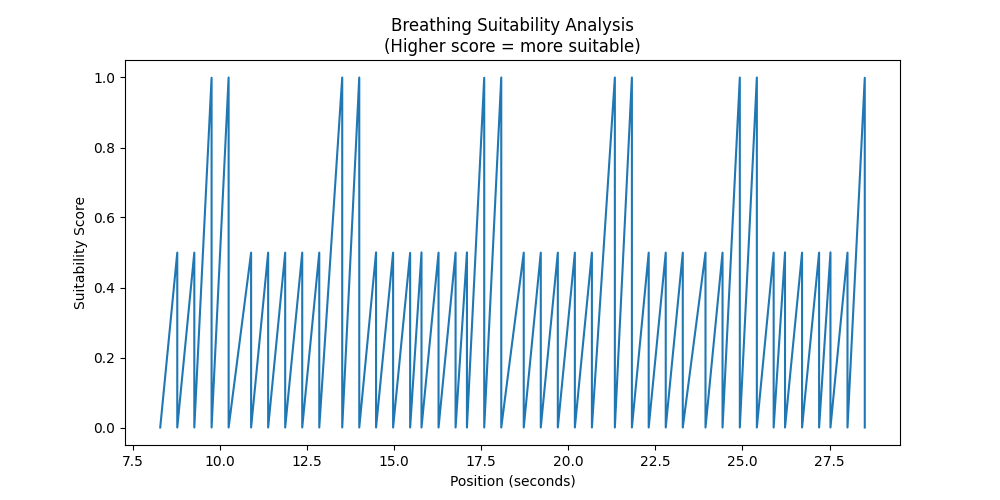 Breathing Suitability Analysis
(Higher score = more suitable)
Suitability Score
1.0
0.8
0.6
0.4
0.2
0.0
7.5 10.0 12.5 15.0 17.5 20.0 22.5 25.0 27.5
Position (seconds)